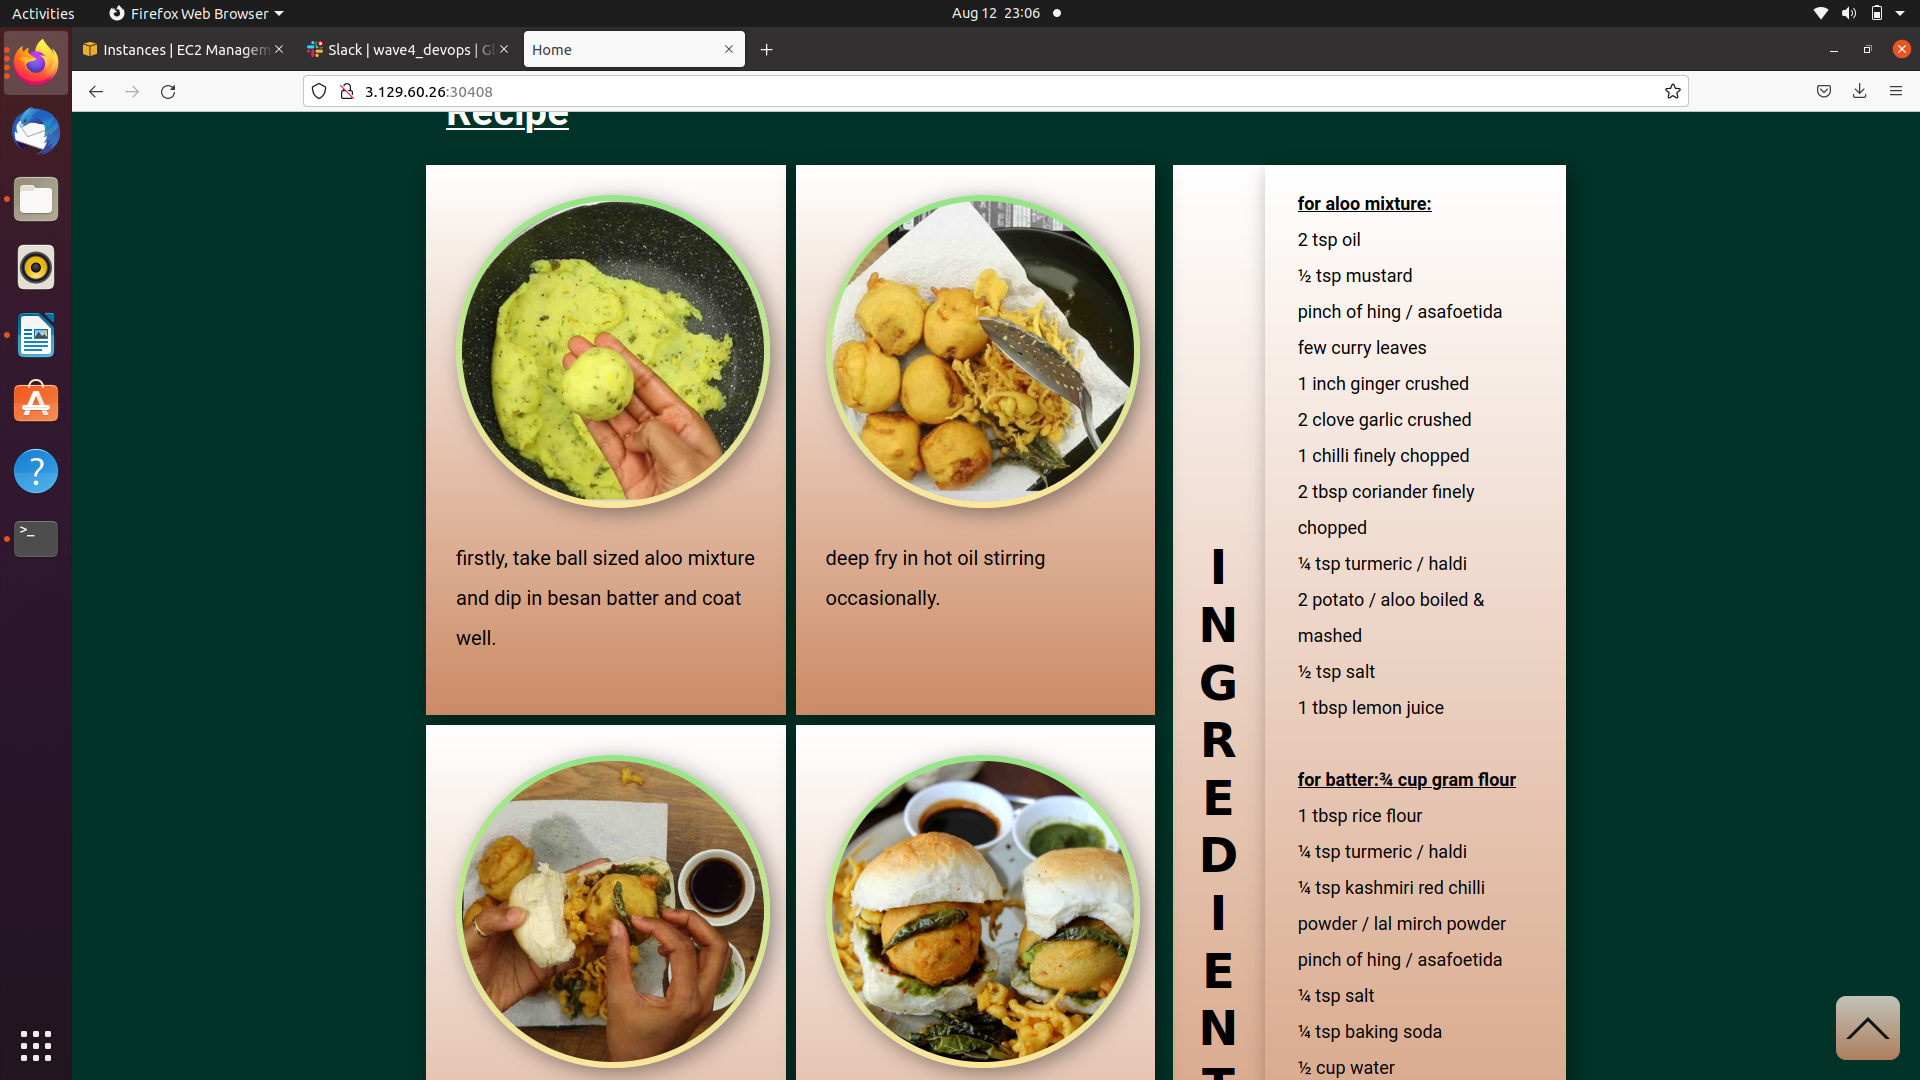 Activities
Firefox Web Browser
Aug 12 23:06
Instances | EC2 Managem
Slack | wave4_devops | Gl
Home
3.129.60.26:30408
Recipe
firstly, take ball sized aloo mixture
and dip in besan batter and coat
well.
deep fry in hot oil stirring
occasionally.
I
N
G
R
E
D
I
E
N
T
for aloo mixture:
2 tsp oil
½ tsp mustard
pinch of hing / asafoetida
few curry leaves
1 inch ginger crushed
2 clove garlic crushed
1 chilli finely chopped
2 tbsp coriander finely
chopped
¼ tsp turmeric / haldi
2 potato / aloo boiled &
mashed
½ tsp salt
1 tbsp lemon juice
for batter:¾ cup gram flour
1 tbsp rice flour
¼ tsp turmeric / haldi
¼ tsp kashmiri red chilli
powder / lal mirch powder
pinch of hing / asafoetida
¼ tsp salt
¼ tsp baking soda
½ cup water